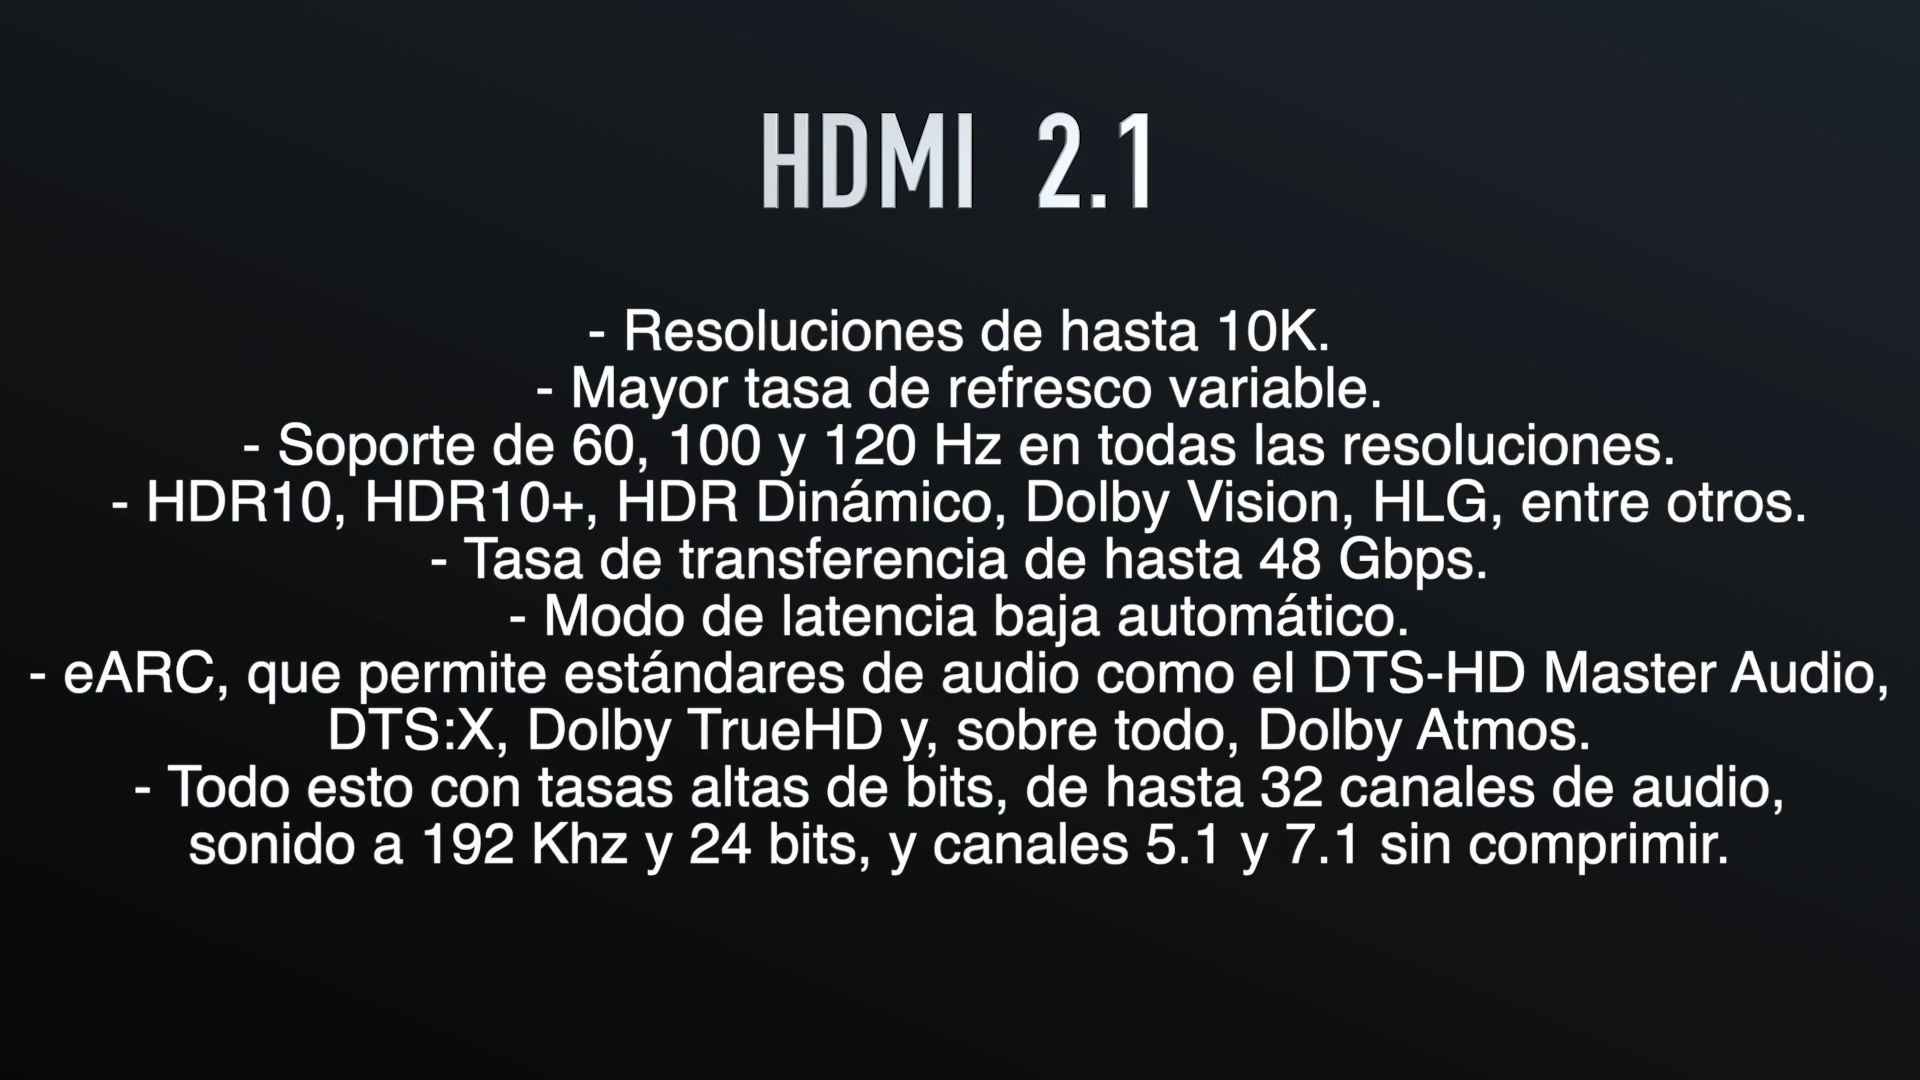 HDMI 2.1
- Resoluciones de hasta 10K.
- Mayor tasa de refresco variable.
- Soporte de 60, 100 y 120 Hz en todas las resoluciones.
- HDR10, HDR10+, HDR Dinámico, Dolby Vision, HLG, entre otros.
- Tasa de transferencia de hasta 48 Gbps.
- Modo de latencia baja automático.
- eARC, que permite estándares de audio como el DTS-HD Master Audio,
DTS:X, Dolby TrueHD y, sobre todo, Dolby Atmos.
- Todo esto con tasas altas de bits, de hasta 32 canales de audio,
sonido a 192 Khz y 24 bits, y canales 5.1 y 7.1 sin comprimir.